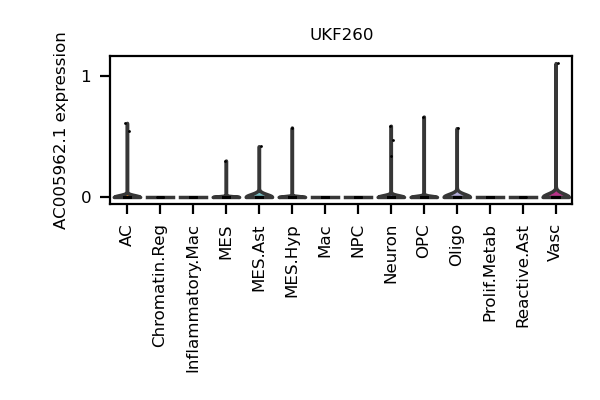 UKF260
AC005962.1 expression
1
0
AC
Chromatin.Reg
Inflammatory.Mac
MES
MES.Ast
MES.Hyp
Mac
NPC
Neuron
OPC
Oligo
Prolif.Metab
Reactive.Ast
Vasc